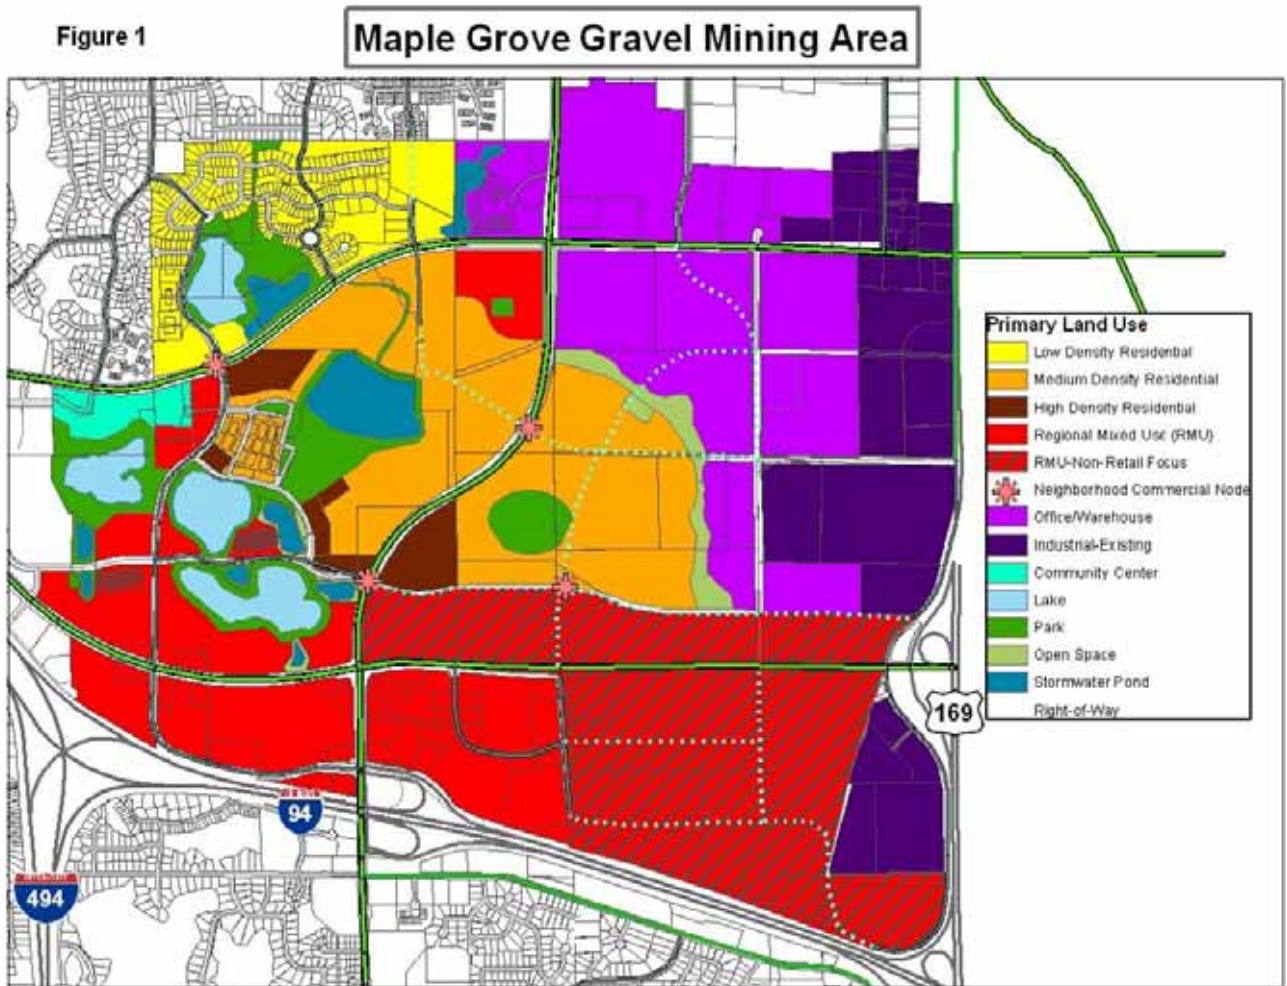 Figure 1
Maple Grove Gravel Mining Area
Primary Land Use
Low Density Residential
Medium Density Residential
High Density Residential
Regional Mixed Use (RMU)
RMU-Non-Retail Focus
Neighborhood Commercial Node
Office/Warehouse
Industrial-Existing
Community Center
Lake
Park
Open Space
Stormwater Pond
Right-of-Way
169
94
494